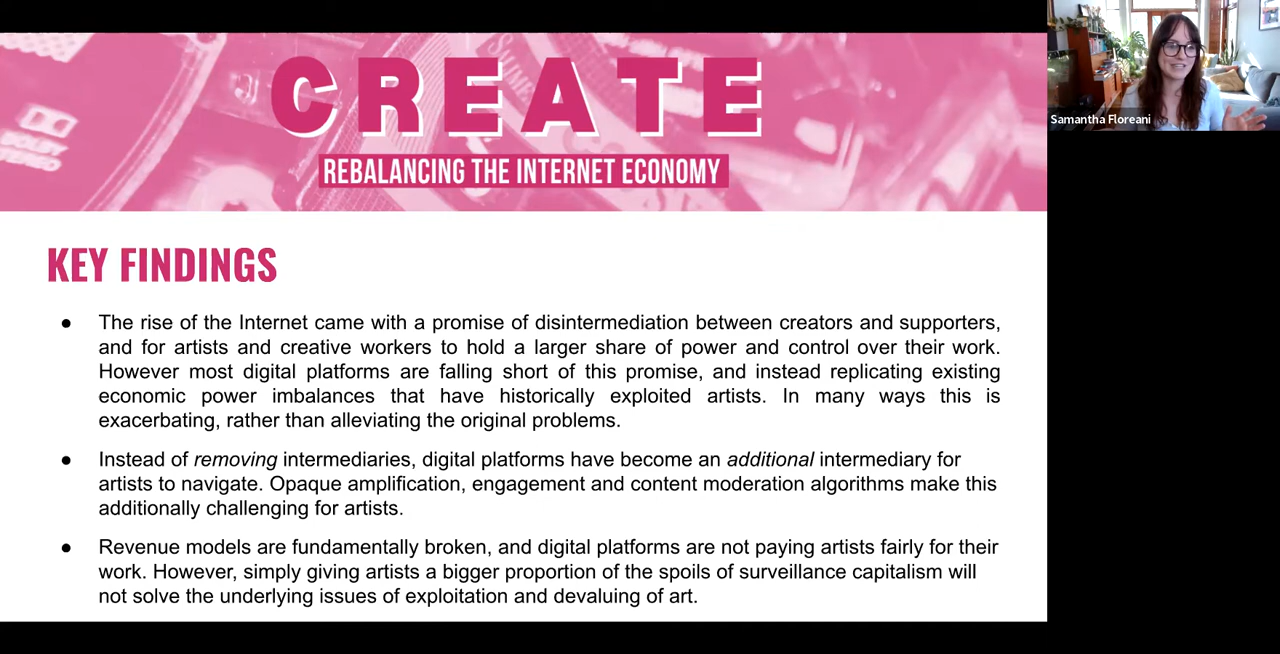 CREATE
REBALANCING THE INTERNET ECONOMY
Samantha Floreani
KEY FINDINGS
● The rise of the Internet came with a promise of disintermediation between creators and supporters,
and for artists and creative workers to hold a larger share of power and control over their work.
However most digital platforms are falling short of this promise, and instead replicating existing
economic power imbalances that have historically exploited artists. In many ways this is
exacerbating, rather than alleviating the original problems.
● Instead of removing intermediaries, digital platforms have become an additional intermediary for
artists to navigate. Opaque amplification, engagement and content moderation algorithms make this
additionally challenging for artists.
● Revenue models are fundamentally broken, and digital platforms are not paying artists fairly for their
work. However, simply giving artists a bigger proportion of the spoils of surveillance capitalism will
not solve the underlying issues of exploitation and devaluing of art.